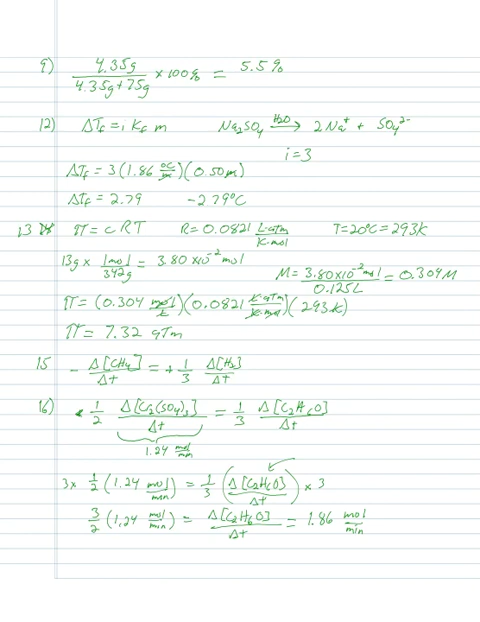 9) 4.35g / 4.35g+75g × 100% = 5.5%
12) ΔTf = i Kf m Na2SO4 —H2O→ 2Na+ + SO4 2-
i=3
ΔTf = 3(1.86 °C/m)(0.50m)
ΔTf = 2.79 -2.79°C
13 π = cRT R=0.0821 L·atm/K·mol T=20°C=293K
13g × 1mol/342g = 3.80×10^-2 mol
M = 3.80×10^-2 mol / 0.125L = 0.304M
π = (0.304 mol/L)(0.0821 L·atm/K·mol)(293K)
π = 7.32 atm
15 - Δ[CH4]/Δt = + 1/3 Δ[H2]/Δt
16) 1/2 Δ[C2(SO4)3]/Δt = 1/3 Δ[C2H6O]/Δt
1.24 mol/min
3× 1/2 (1.24 mol/min) = 1/3 (Δ[C2H6O]/Δt) × 3
3/2 (1.24 mol/min) = Δ[C2H6O]/Δt = 1.86 mol/min